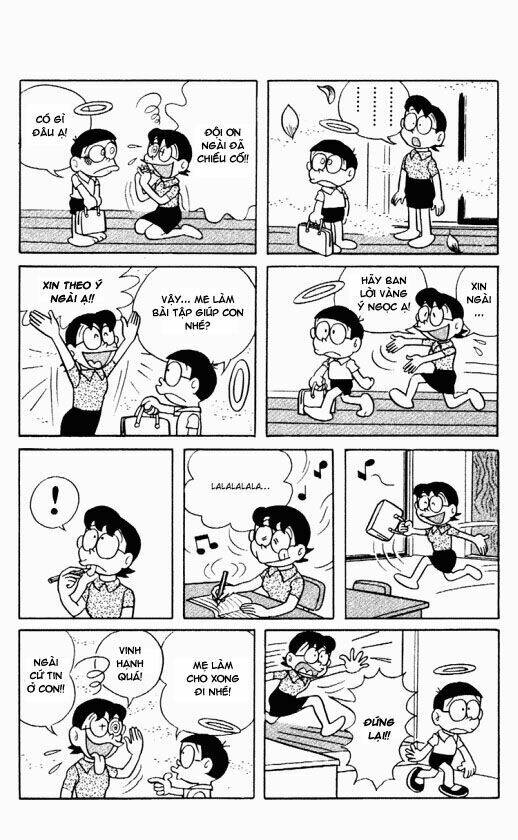 ......
......
ĐỘI ƠN
NGÀI ĐÃ
CHIẾU CỐ!!
CÓ GÌ
ĐÂU Ạ!
XIN
NGÀI
...
HÃY BAN
LỜI VÀNG
Ý NGỌC Ạ!
VẬY... MẸ LÀM
BÀI TẬP GIÚP CON
NHÉ?
XIN THEO Ý
NGÀI Ạ!!
LALALALALA...
!
ĐỨNG
LẠI!!!
MẸ LÀM
CHO XONG
ĐI NHÉ!
VINH
HẠNH
QUÁ!
NGÀI
CỨ TIN
Ở CON!!